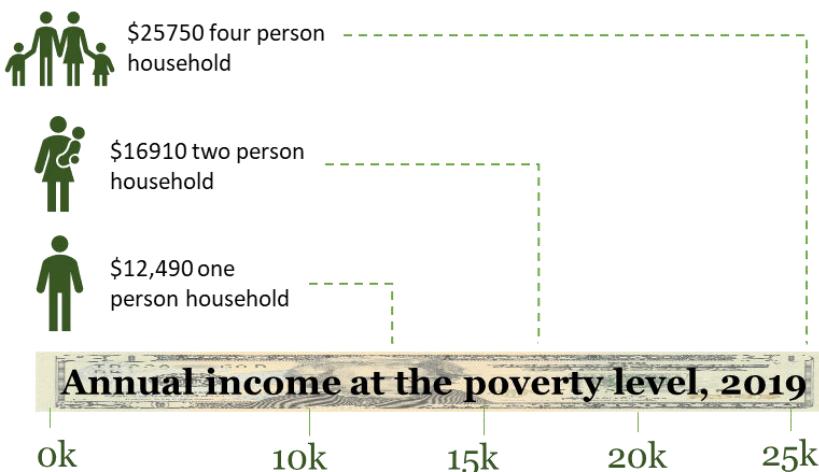 $25750 four person
household
$16910 two person
household
$12,490 one
person household
Annual income at the poverty level, 2019
0k 10k 15k 20k 25k